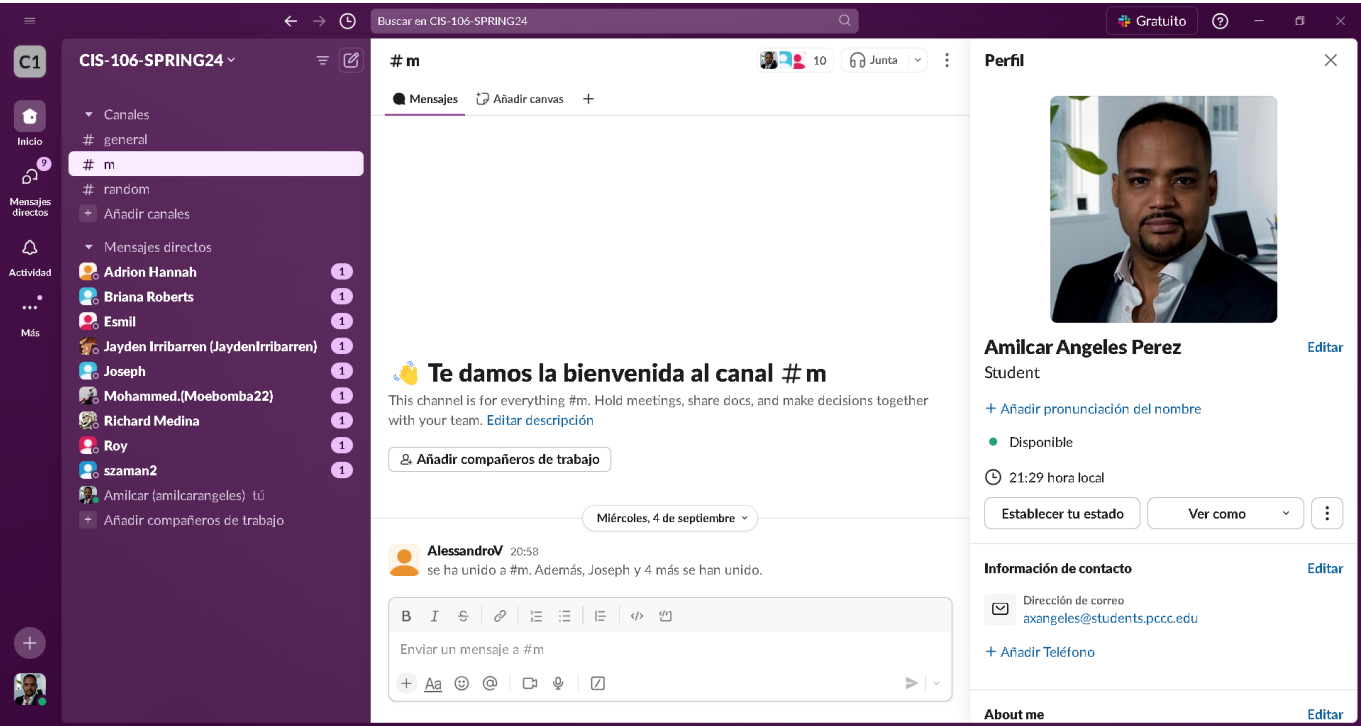 Buscar en CIS-106-SPRING24
Gratuito
C1
Inicio
9
Mensajes
directos
Actividad
Más
CIS-106-SPRING24
Canales
# general
# m
# random
+ Añadir canales
Mensajes directos
Adrion Hannah 1
Briana Roberts 1
Esmil 1
Jayden Irribarren (JaydenIrribarren) 1
Joseph 1
Mohammed.(Moebomba22) 1
Richard Medina 1
Roy 1
szaman2 1
Amilcar (amilcarangeles) tú
+ Añadir compañeros de trabajo
# m
10
Junta
Mensajes
Añadir canvas
+
Te damos la bienvenida al canal # m
This channel is for everything #m. Hold meetings, share docs, and make decisions together
with your team. Editar descripción
Añadir compañeros de trabajo
Miércoles, 4 de septiembre
AlessandroV 20:58
se ha unido a #m. Además, Joseph y 4 más se han unido.
B I S
Enviar un mensaje a #m
+ Aa @
Perfil
Amilcar Angeles Perez Editar
Student
+ Añadir pronunciación del nombre
Disponible
21:29 hora local
Establecer tu estado
Ver como
Información de contacto Editar
Dirección de correo
axangeles@students.pccc.edu
+ Añadir Teléfono
About me Editar